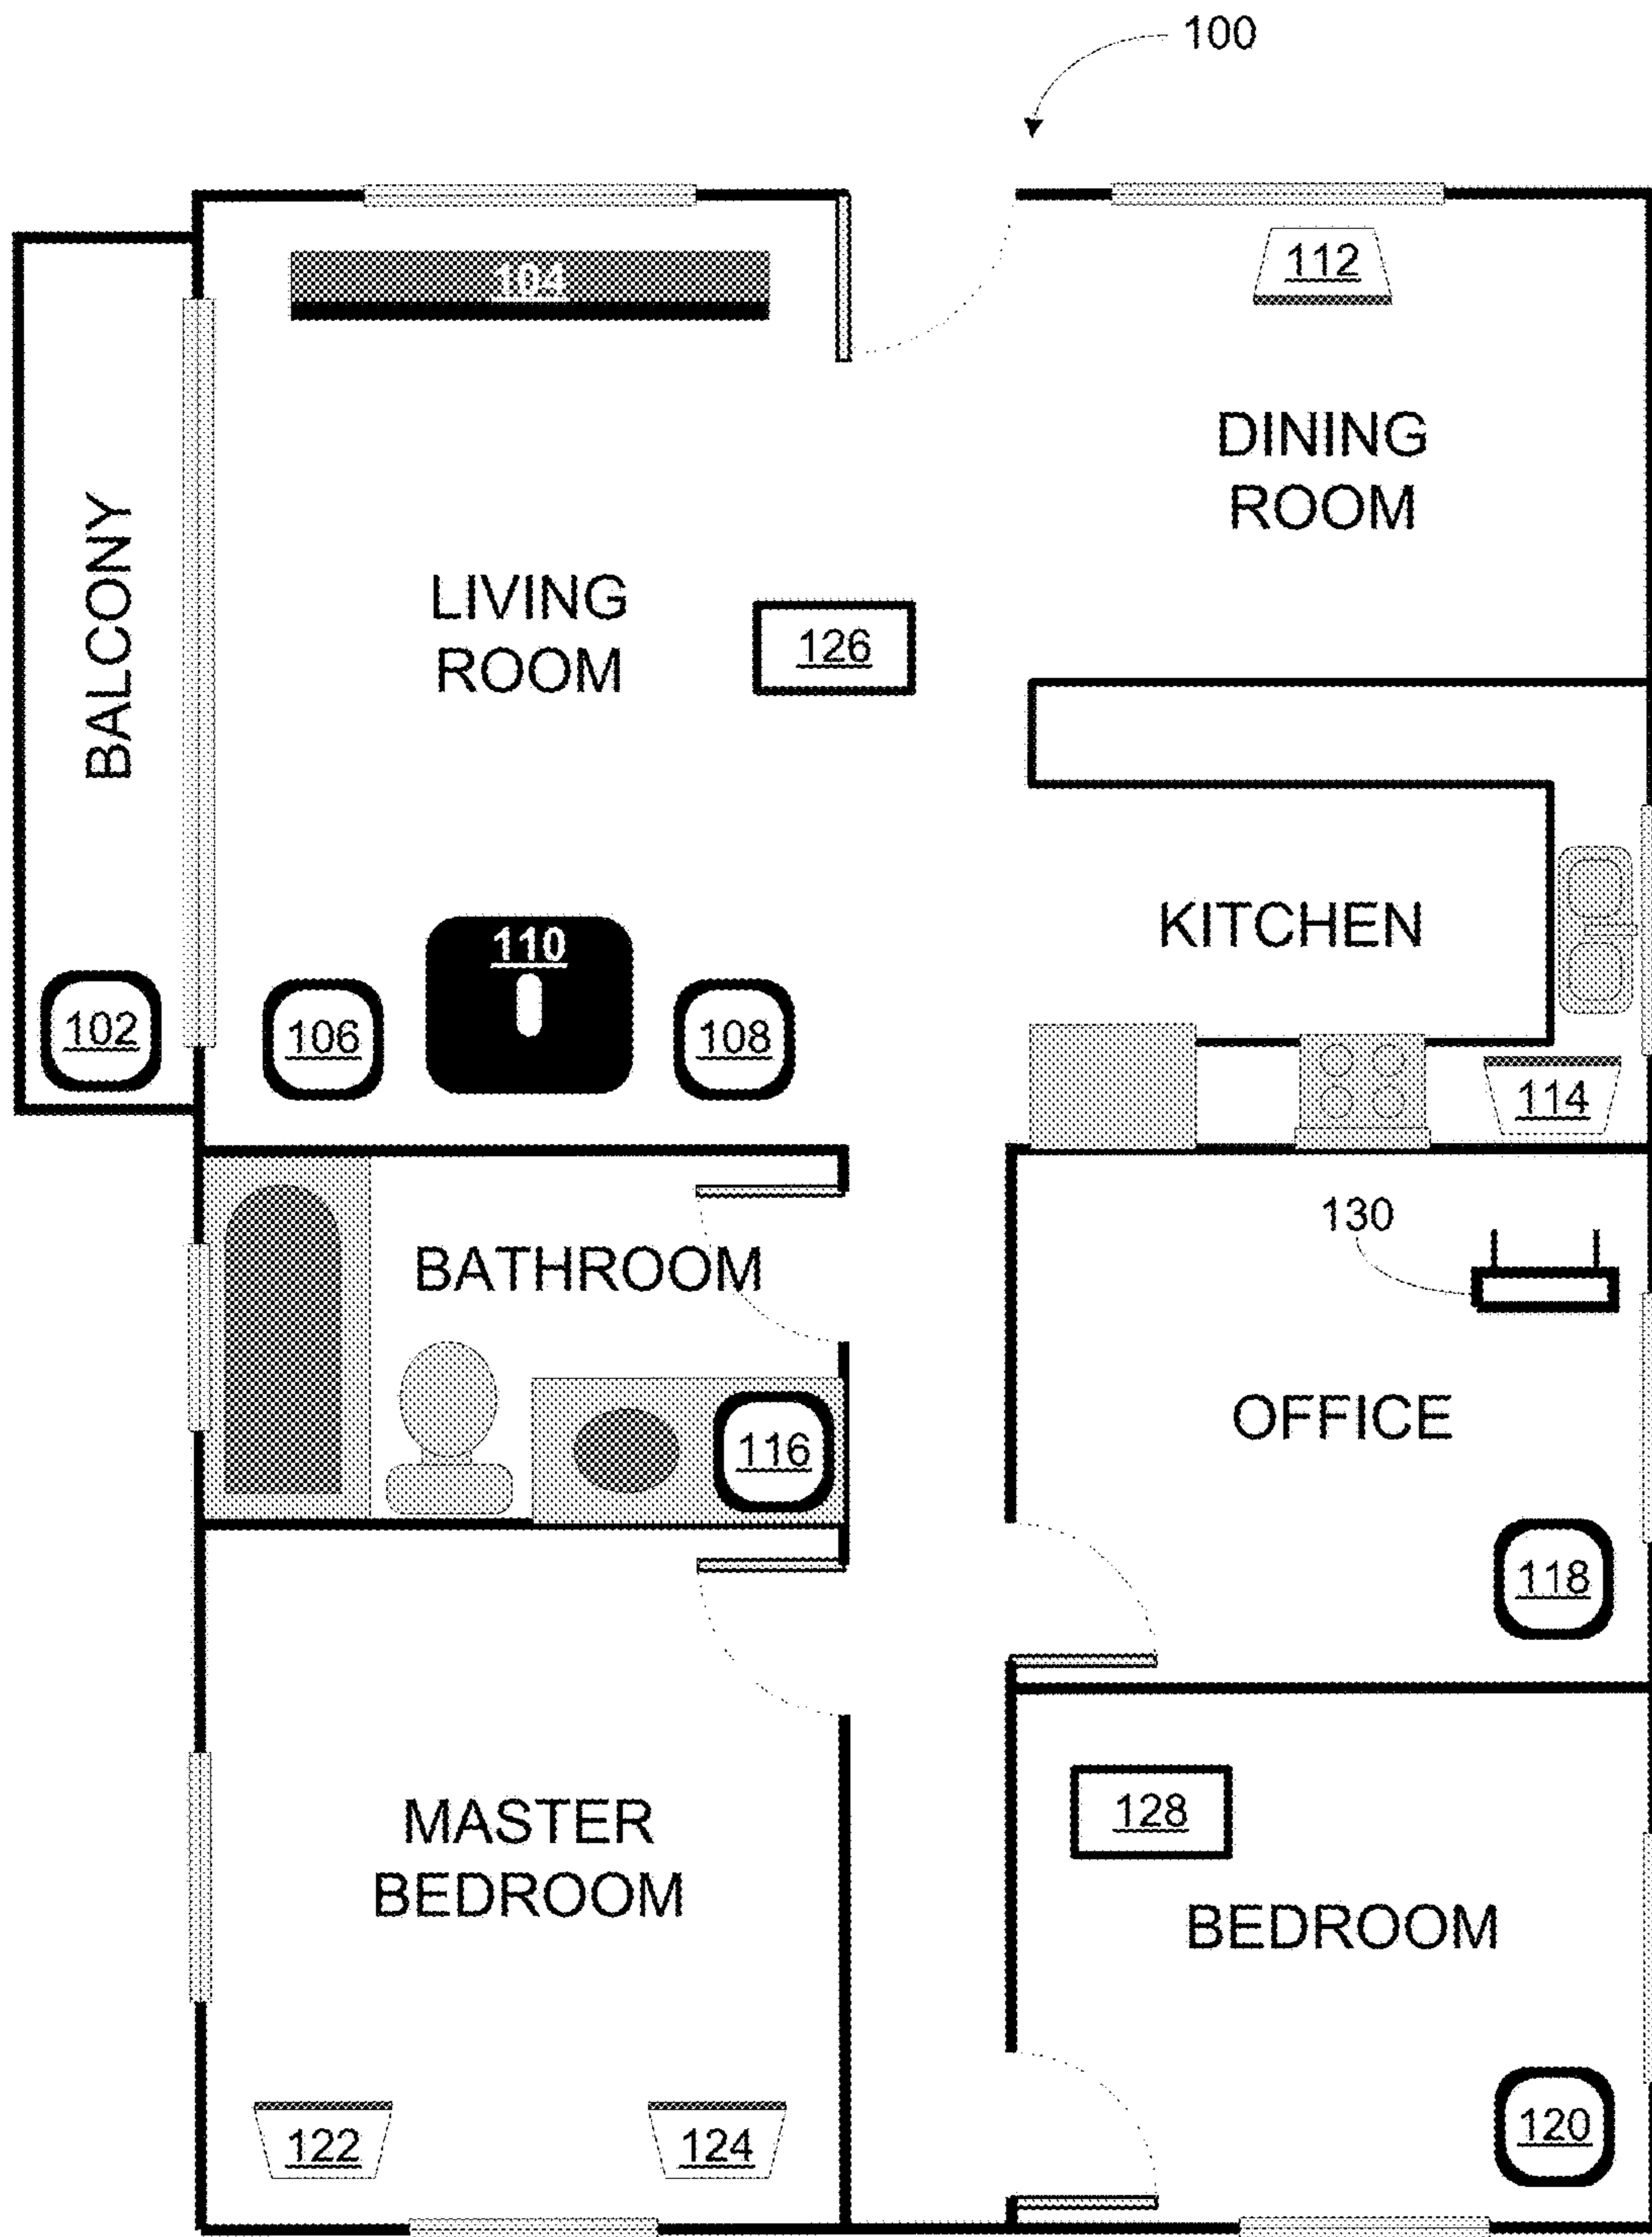 100
104
112
DINING
ROOM
BALCONY
LIVING
ROOM
126
KITCHEN
110
102
106
108
114
130
BATHROOM
OFFICE
116
118
128
MASTER
BEDROOM
BEDROOM
122
124
120